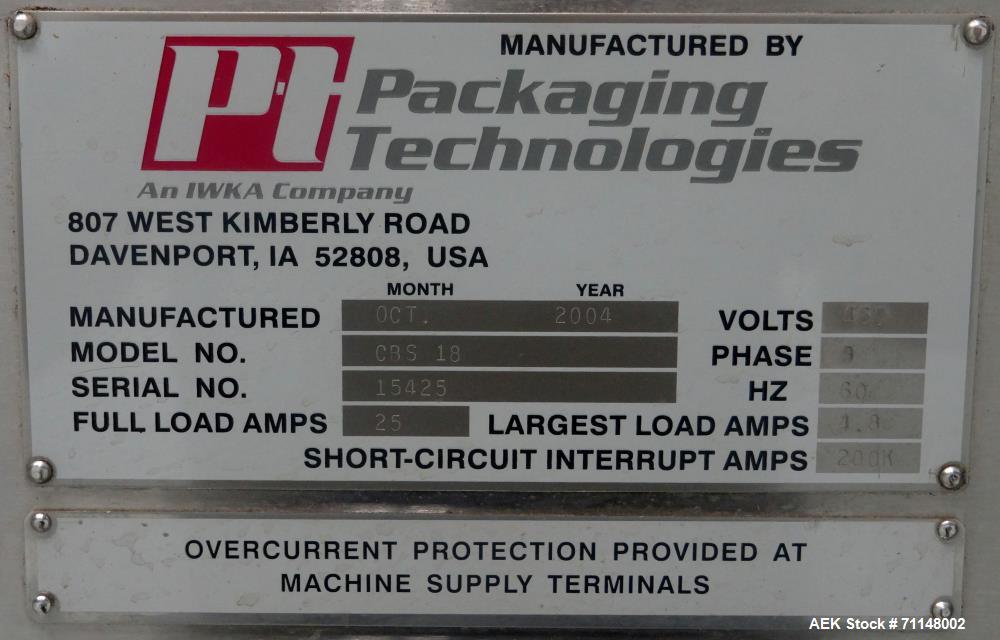 MANUFACTURED BY
Packaging
Technologies
An IWKA Company
807 WEST KIMBERLY ROAD
DAVENPORT, IA 52808, USA
MONTH YEAR
MANUFACTURED OCT. 2004 VOLTS
MODEL NO. CBS 18 PHASE
SERIAL NO. 15425 HZ 60
FULL LOAD AMPS 25 LARGEST LOAD AMPS
SHORT-CIRCUIT INTERRUPT AMPS 200K
OVERCURRENT PROTECTION PROVIDED AT
MACHINE SUPPLY TERMINALS
AEK Stock #71148002